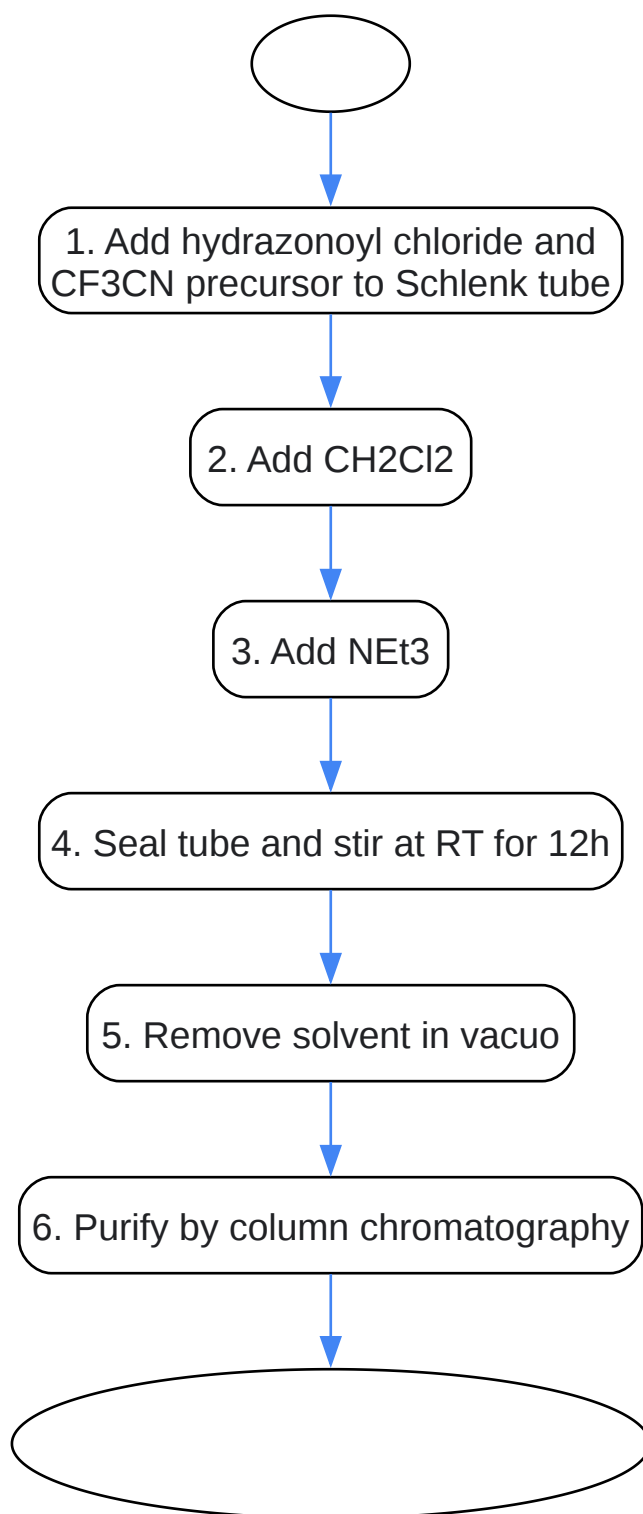 1. Add hydrazonoyl chloride and
CF3CN precursor to Schlenk tube
2. Add CH2Cl2
3. Add NEt3
4. Seal tube and stir at RT for 12h
5. Remove solvent in vacuo
6. Purify by column chromatography